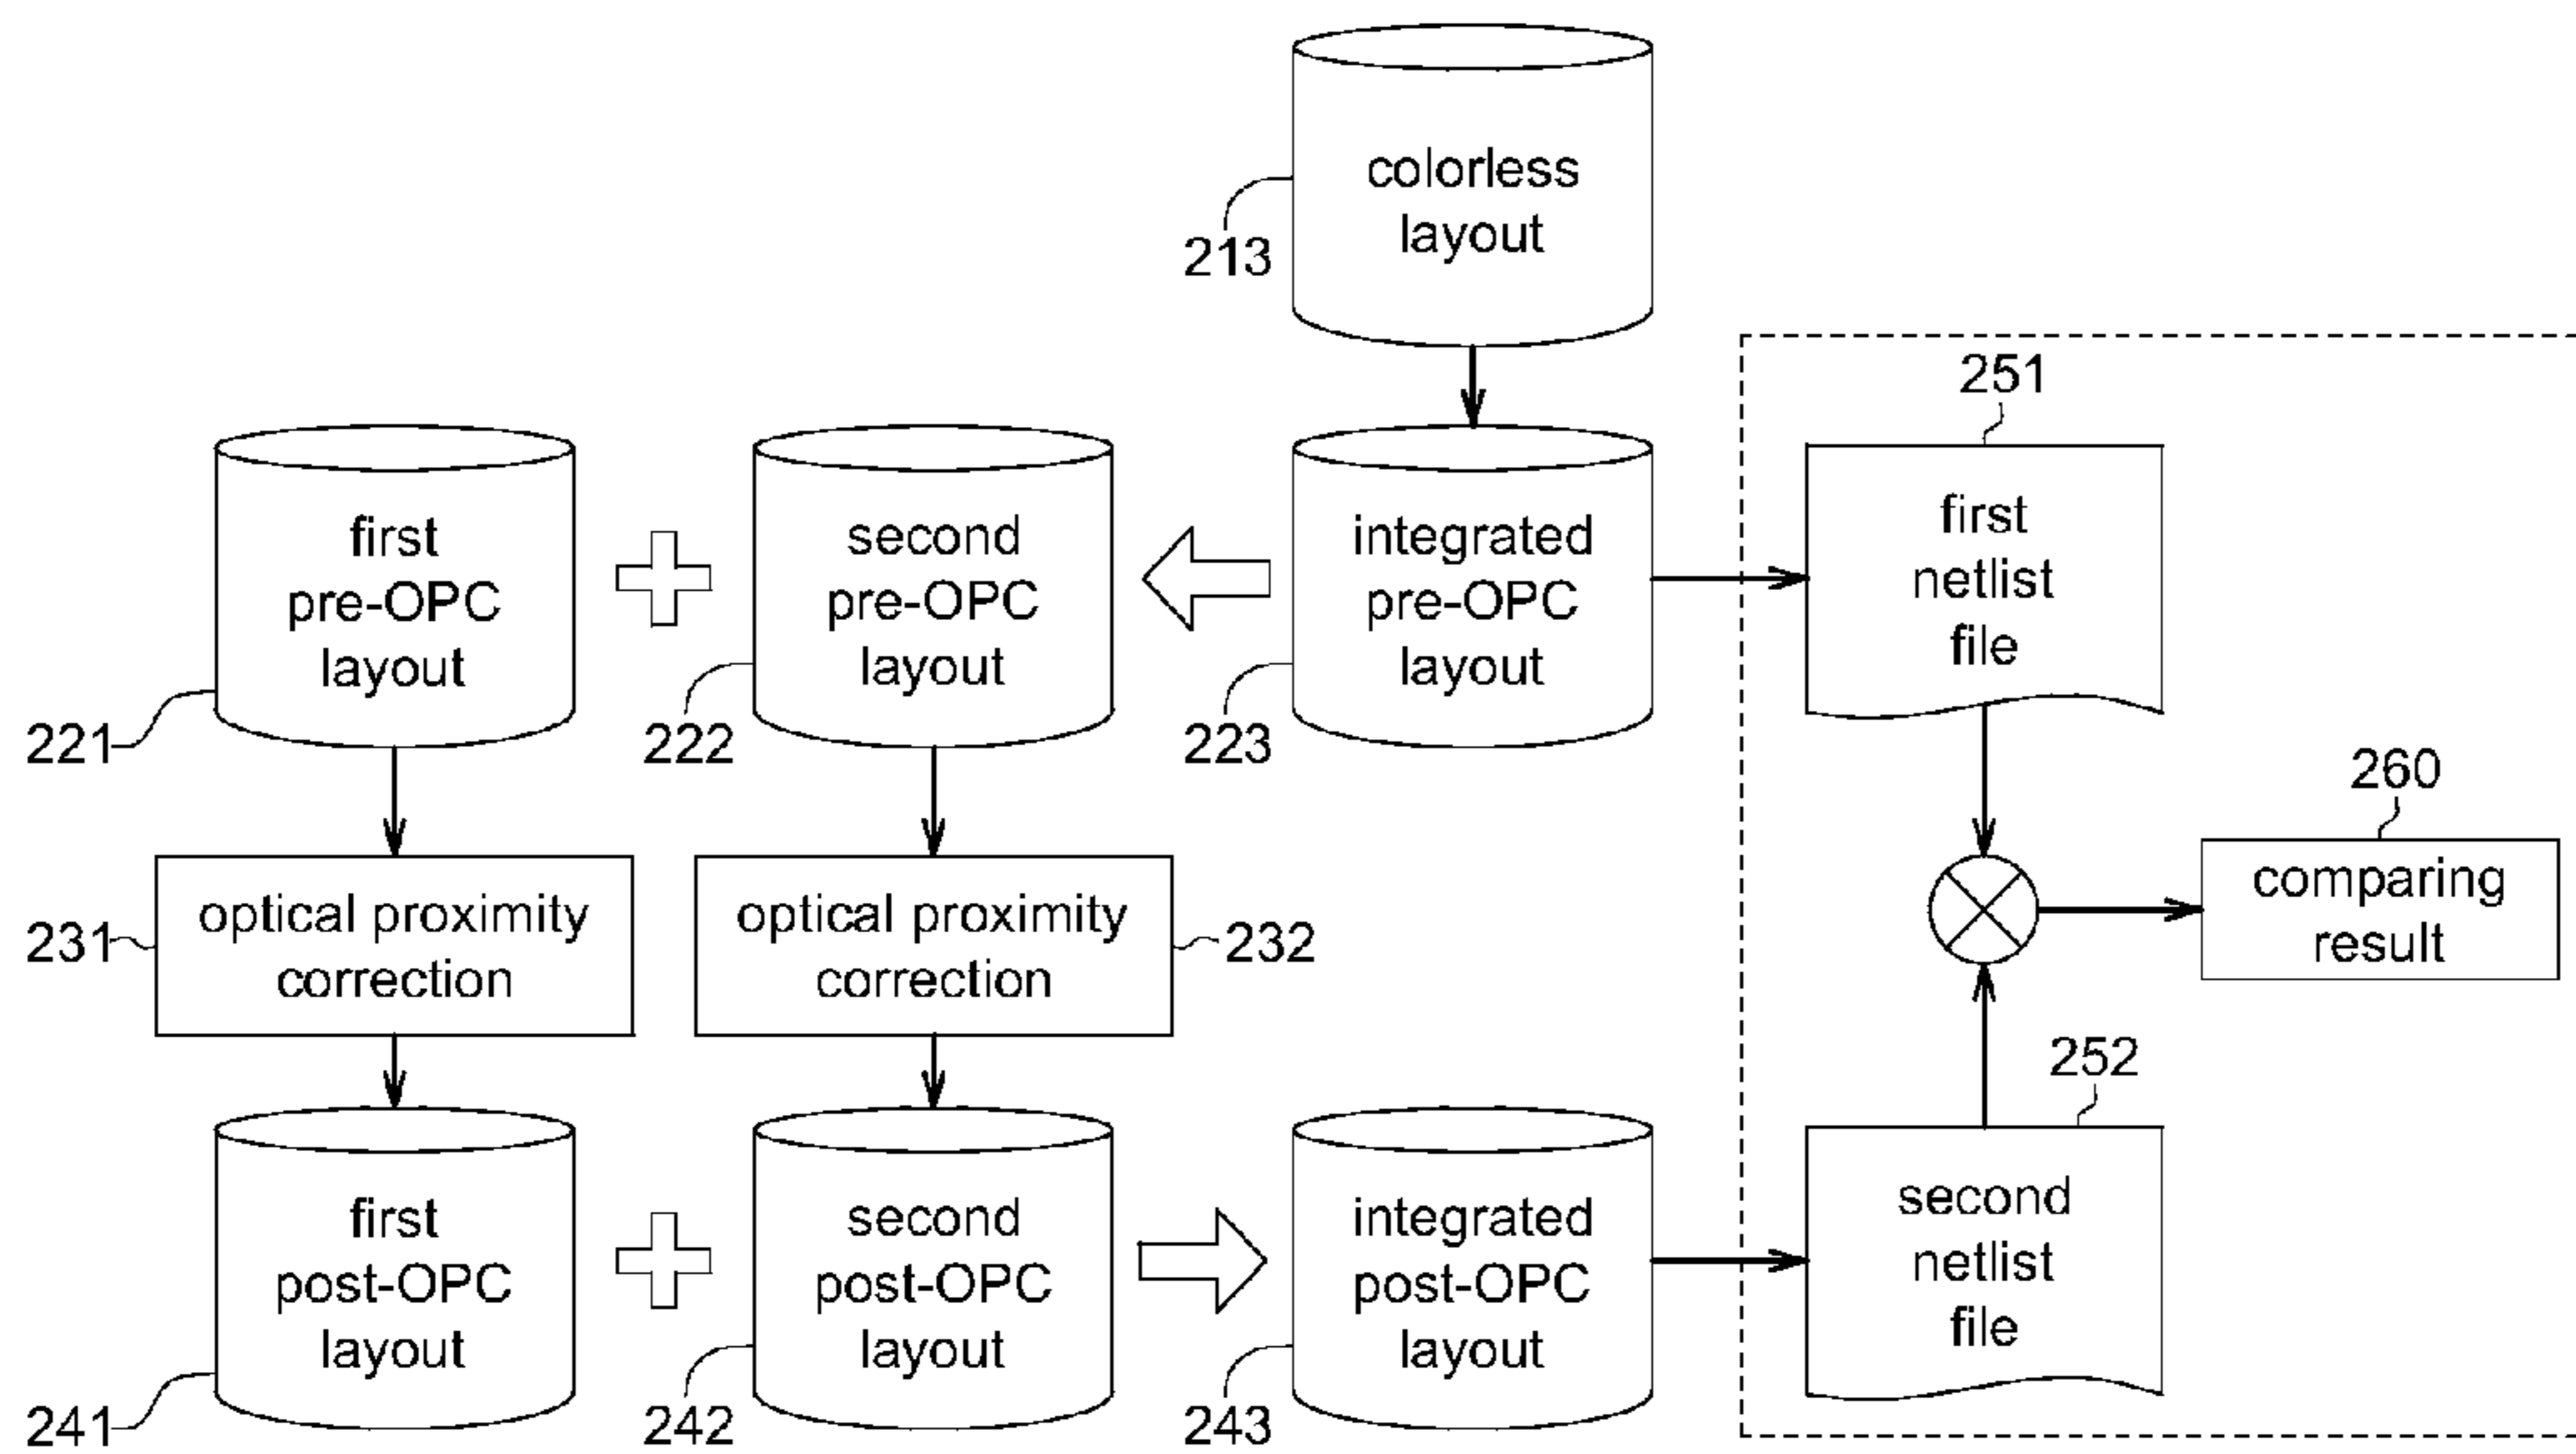 colorless
layout
213
251
first
pre-OPC
layout
221
second
pre-OPC
layout
222
integrated
pre-OPC
layout
223
first
netlist
file
260
comparing
result
optical proximity
correction
231
optical proximity
correction
232
252
first
post-OPC
layout
241
second
post-OPC
layout
242
integrated
post-OPC
layout
243
second
netlist
file